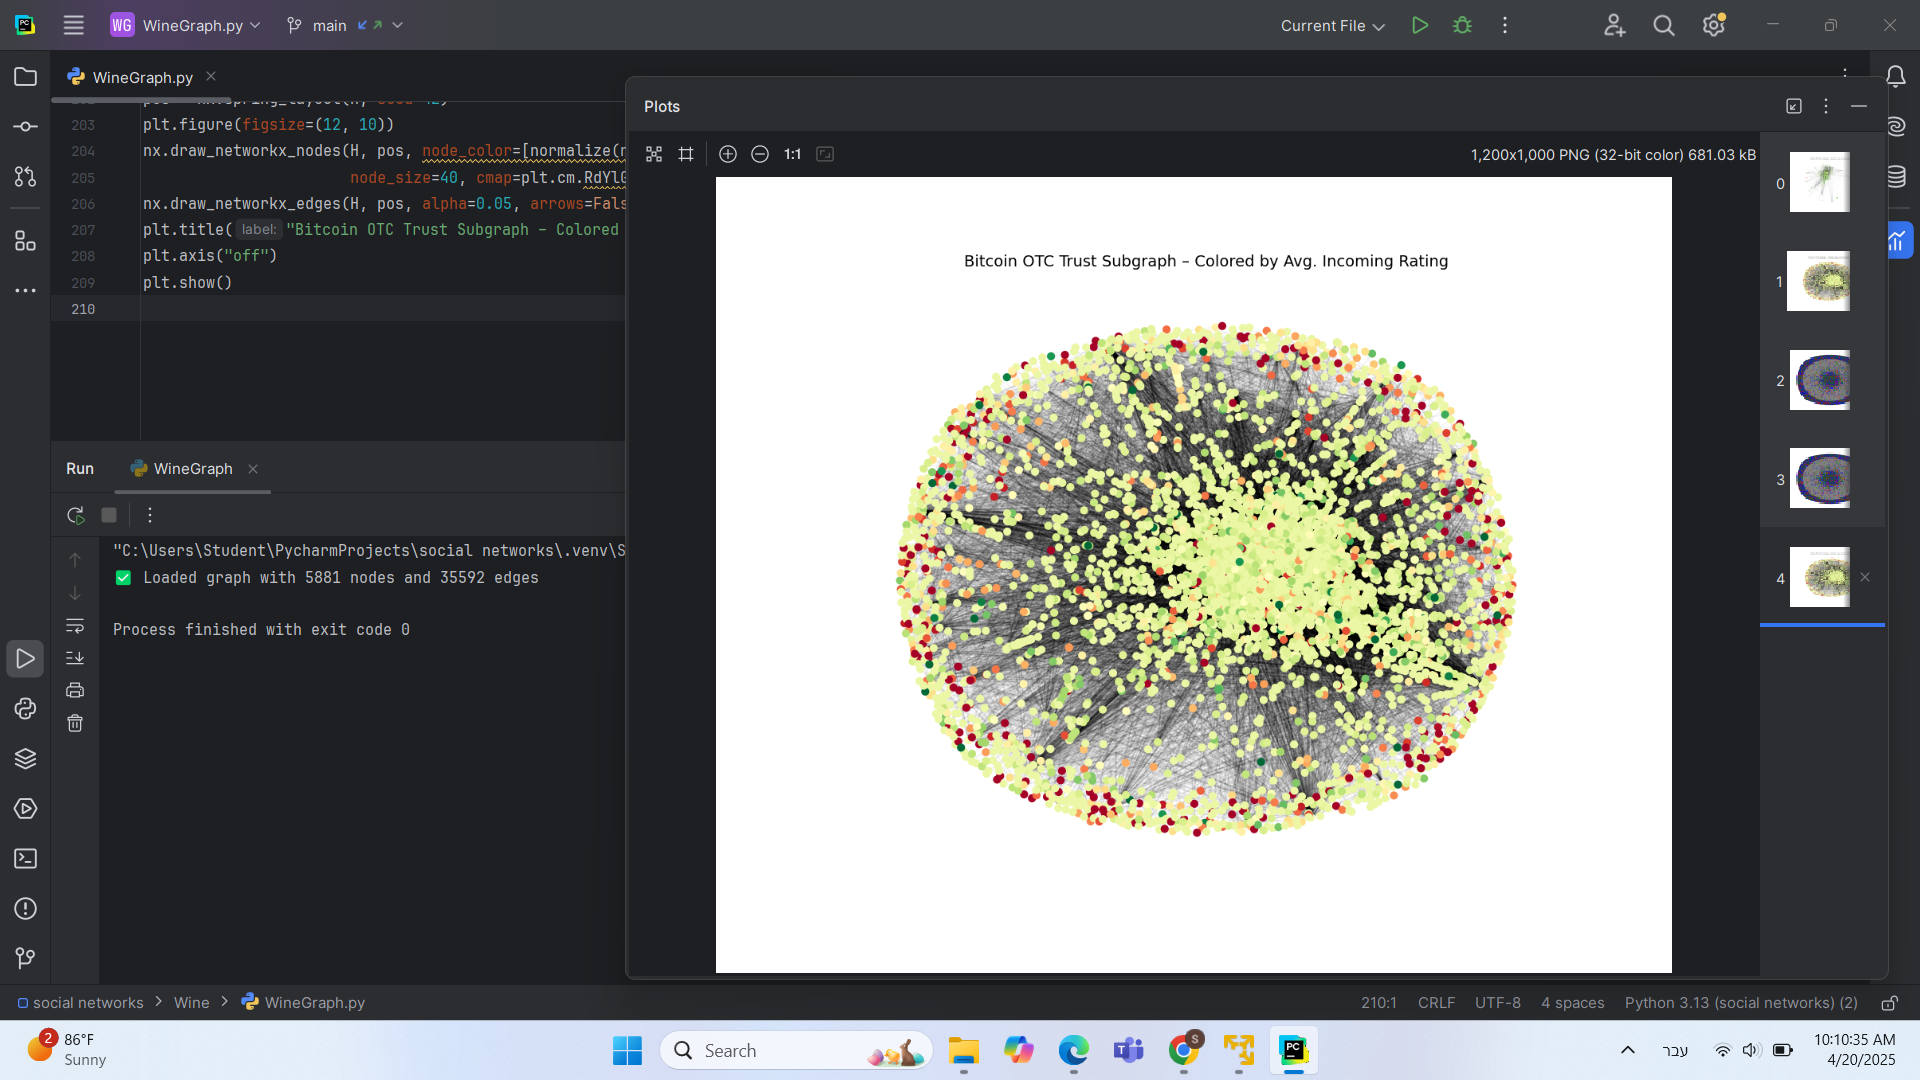 WG WineGraph.py main Current File
WineGraph.py
203 plt.figure(figsize=(12, 10))
204 nx.draw_networkx_nodes(H, pos, node_color=[normalize(
205 node_size=40, cmap=plt.cm.RdYl
206 nx.draw_networkx_edges(H, pos, alpha=0.05, arrows=Fals
207 plt.title( label: "Bitcoin OTC Trust Subgraph – Colored
208 plt.axis("off")
209 plt.show()
210
Plots
1:1 1,200x1,000 PNG (32-bit color) 681.03 kB
Bitcoin OTC Trust Subgraph – Colored by Avg. Incoming Rating
0
1
2
3
4
Run WineGraph
"C:\Users\Student\PycharmProjects\social networks\.venv\S
Loaded graph with 5881 nodes and 35592 edges
Process finished with exit code 0
social networks > Wine > WineGraph.py 210:1 CRLF UTF-8 4 spaces Python 3.13 (social networks) (2)
2 86°F
Sunny
Search
PC
S
עבר
10:10:35 AM
4/20/2025